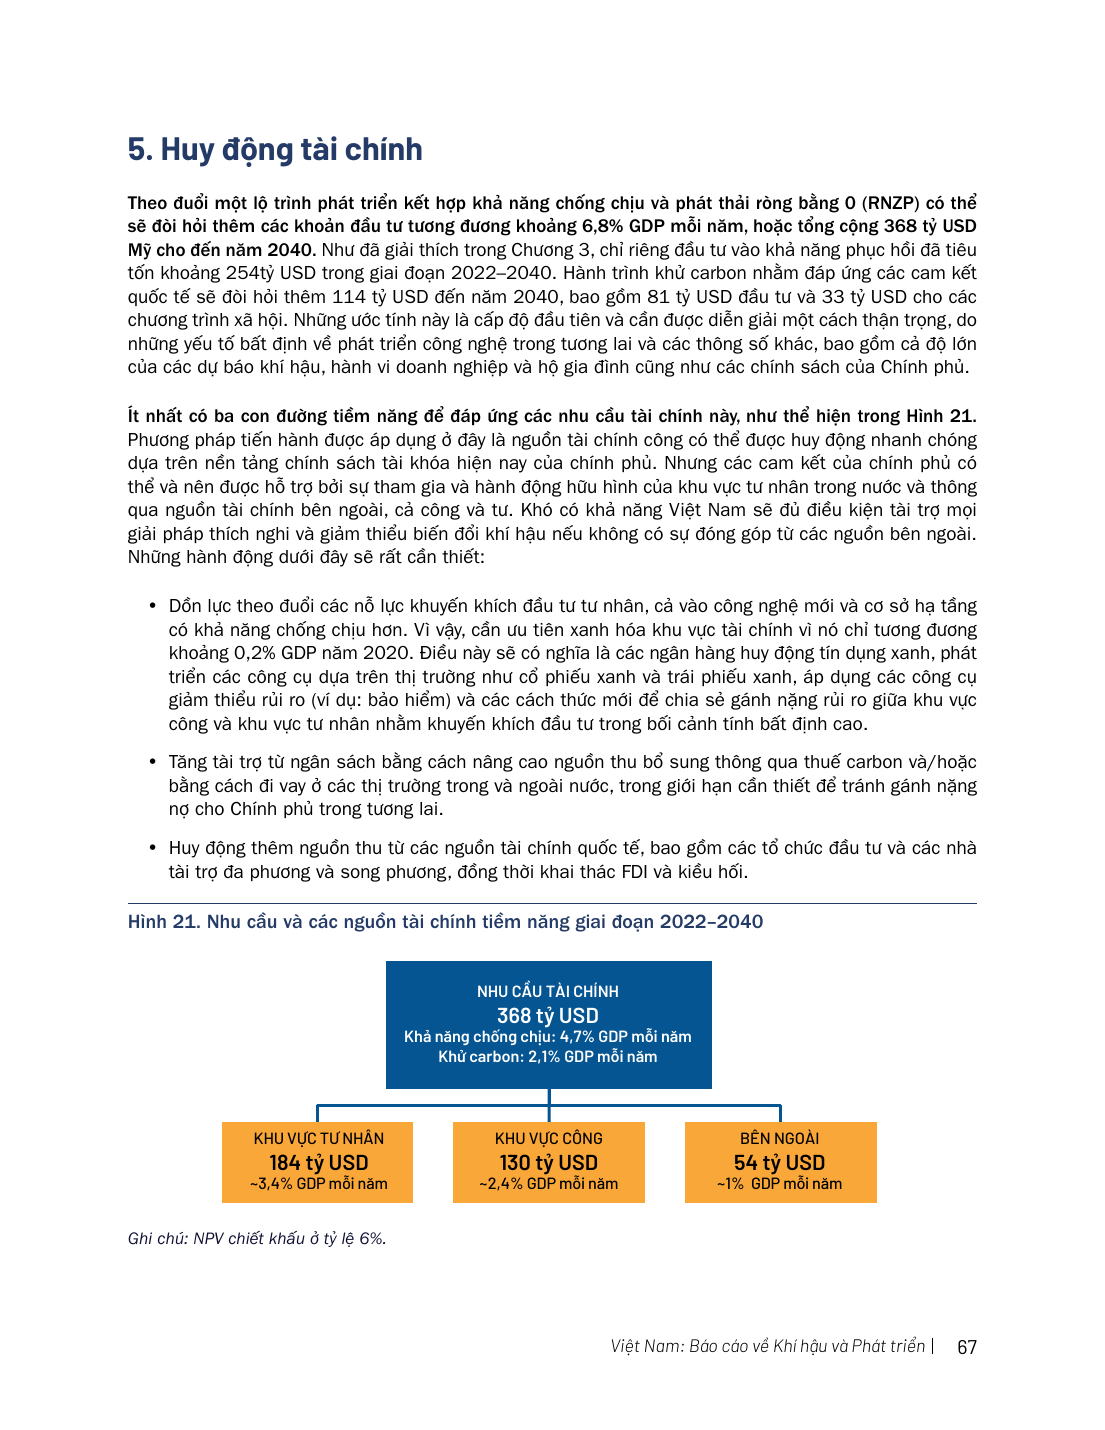 5. Huy động tài chính
Theo đuổi một lộ trình phát triển kết hợp khả năng chống chịu và phát thải ròng bằng 0 (RNZP) có thể
sẽ đòi hỏi thêm các khoản đầu tư tương đương khoảng 6,8% GDP mỗi năm, hoặc tổng cộng 368 tỷ USD
Mỹ cho đến năm 2040. Như đã giải thích trong Chương 3, chỉ riêng đầu tư vào khả năng phục hồi đã tiêu
tốn khoảng 254tỷ USD trong giai đoạn 2022–2040. Hành trình khử carbon nhằm đáp ứng các cam kết
quốc tế sẽ đòi hỏi thêm 114 tỷ USD đến năm 2040, bao gồm 81 tỷ USD đầu tư và 33 tỷ USD cho các
chương trình xã hội. Những ước tính này là cấp độ đầu tiên và cần được diễn giải một cách thận trọng, do
những yếu tố bất định về phát triển công nghệ trong tương lai và các thông số khác, bao gồm cả độ lớn
của các dự báo khí hậu, hành vi doanh nghiệp và hộ gia đình cũng như các chính sách của Chính phủ.
Ít nhất có ba con đường tiềm năng để đáp ứng các nhu cầu tài chính này, như thể hiện trong Hình 21.
Phương pháp tiến hành được áp dụng ở đây là nguồn tài chính công có thể được huy động nhanh chóng
dựa trên nền tảng chính sách tài khóa hiện nay của chính phủ. Nhưng các cam kết của chính phủ có
thể và nên được hỗ trợ bởi sự tham gia và hành động hữu hình của khu vực tư nhân trong nước và thông
qua nguồn tài chính bên ngoài, cả công và tư. Khó có khả năng Việt Nam sẽ đủ điều kiện tài trợ mọi
giải pháp thích nghi và giảm thiểu biến đổi khí hậu nếu không có sự đóng góp từ các nguồn bên ngoài.
Những hành động dưới đây sẽ rất cần thiết:
• Dồn lực theo đuổi các nỗ lực khuyến khích đầu tư tư nhân, cả vào công nghệ mới và cơ sở hạ tầng
có khả năng chống chịu hơn. Vì vậy, cần ưu tiên xanh hóa khu vực tài chính vì nó chỉ tương đương
khoảng 0,2% GDP năm 2020. Điều này sẽ có nghĩa là các ngân hàng huy động tín dụng xanh, phát
triển các công cụ dựa trên thị trường như cổ phiếu xanh và trái phiếu xanh, áp dụng các công cụ
giảm thiểu rủi ro (ví dụ: bảo hiểm) và các cách thức mới để chia sẻ gánh nặng rủi ro giữa khu vực
công và khu vực tư nhân nhằm khuyến khích đầu tư trong bối cảnh tính bất định cao.
• Tăng tài trợ từ ngân sách bằng cách nâng cao nguồn thu bổ sung thông qua thuế carbon và/hoặc
bằng cách đi vay ở các thị trường trong và ngoài nước, trong giới hạn cần thiết để tránh gánh nặng
nợ cho Chính phủ trong tương lai.
• Huy động thêm nguồn thu từ các nguồn tài chính quốc tế, bao gồm các tổ chức đầu tư và các nhà
tài trợ đa phương và song phương, đồng thời khai thác FDI và kiều hối.
Hình 21. Nhu cầu và các nguồn tài chính tiềm năng giai đoạn 2022–2040
NHU CẦU TÀI CHÍNH
368 tỷ USD
Khả năng chống chịu: 4,7% GDP mỗi năm
Khử carbon: 2,1% GDP mỗi năm
KHU VỰC TƯ NHÂN
184 tỷ USD
~3,4% GDP mỗi năm
KHU VỰC CÔNG
130 tỷ USD
~2,4% GDP mỗi năm
BÊN NGOÀI
54 tỷ USD
~1% GDP mỗi năm
Ghi chú: NPV chiết khấu ở tỷ lệ 6%.
Việt Nam: Báo cáo về Khí hậu và Phát triển | 67